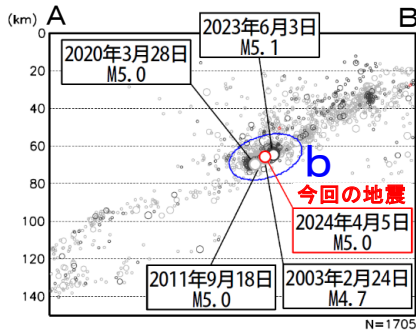 (km)
A
B
2023年6月3日
M5.1
2020年3月28日
M5.0
0
20
40
60
80
100
120
140
b
今回の地震
2024年4月5日
M5.0
2011年9月18日
M5.0
2003年2月24日
M4.7
N=1705